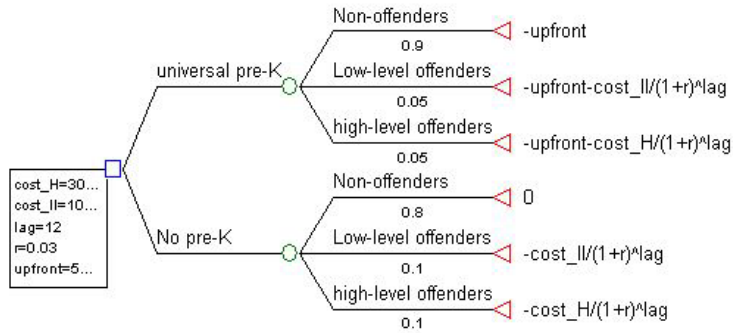 Non-offenders
0.9
-upfront
universal pre-K
Low-level offenders
0.05
-upfront-cost_ll/(1+r)^lag
high-level offenders
0.05
-upfront-cost_H/(1+r)^lag
cost_H=30...
cost_ll=10...
lag=12
r=0.03
upfront=5...
Non-offenders
0.8
0
No pre-K
Low-level offenders
0.1
-cost_ll/(1+r)^lag
high-level offenders
0.1
-cost_H/(1+r)^lag